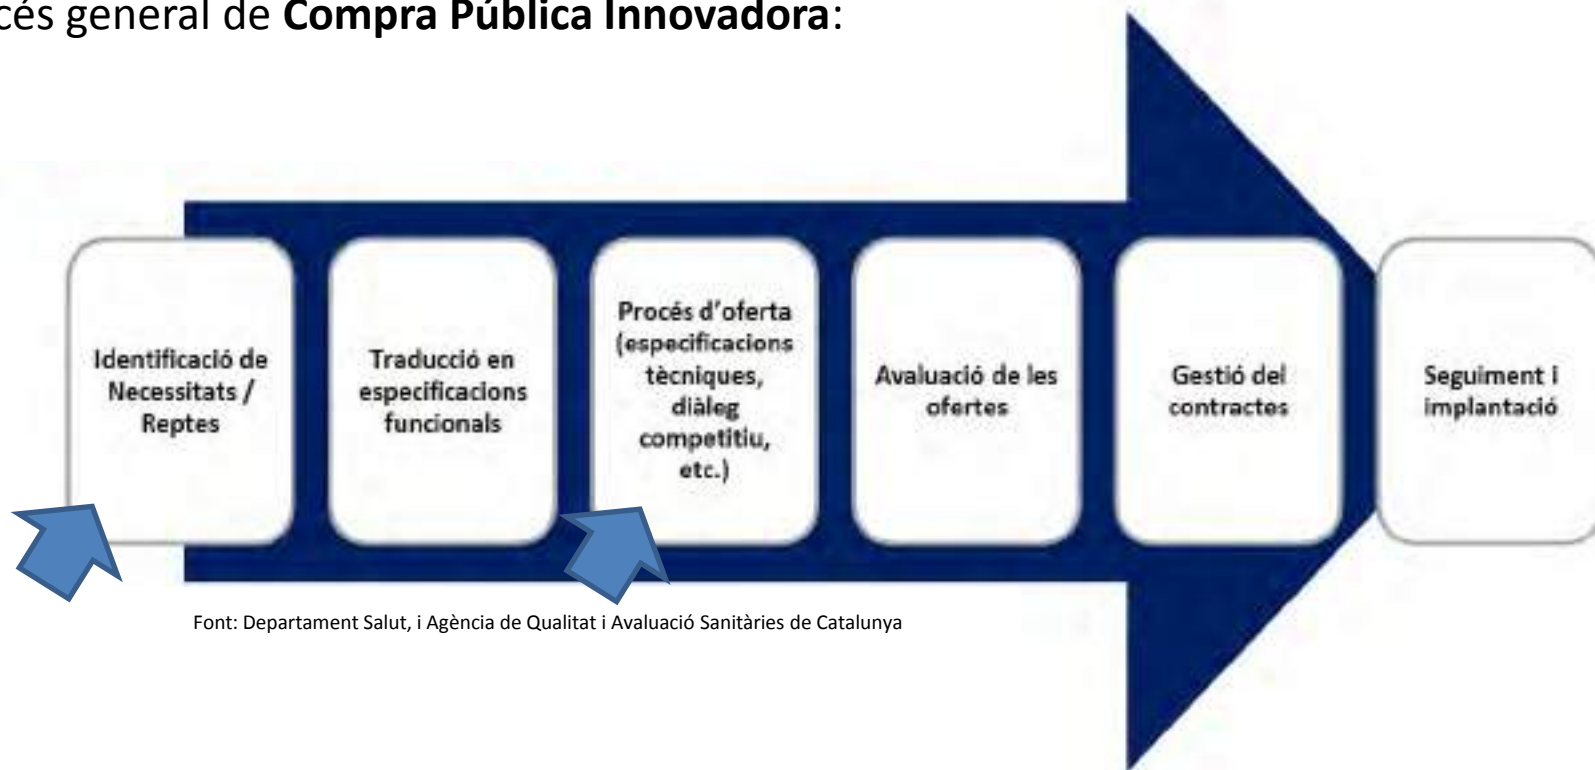 cés general de Compra Pública Innovadora:
Identificació de
Necessitats /
Reptes
Traducció en
especificacions
funcionals
Procés d'oferta
(especificacions
tècniques,
diàleg
competitiu,
etc.)
Avaluació de les
ofertes
Gestió del
contractes
Seguiment i
implantació
Font: Departament Salut, i Agència de Qualitat i Avaluació Sanitàries de Catalunya